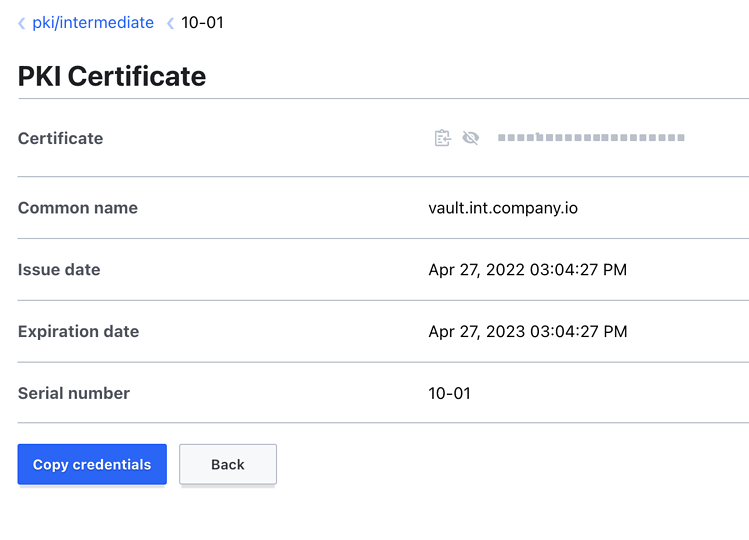 pki/intermediate 10-01
PKI Certificate
Certificate
Common name vault.int.company.io
Issue date Apr 27, 2022 03:04:27 PM
Expiration date Apr 27, 2023 03:04:27 PM
Serial number 10-01
Copy credentials Back